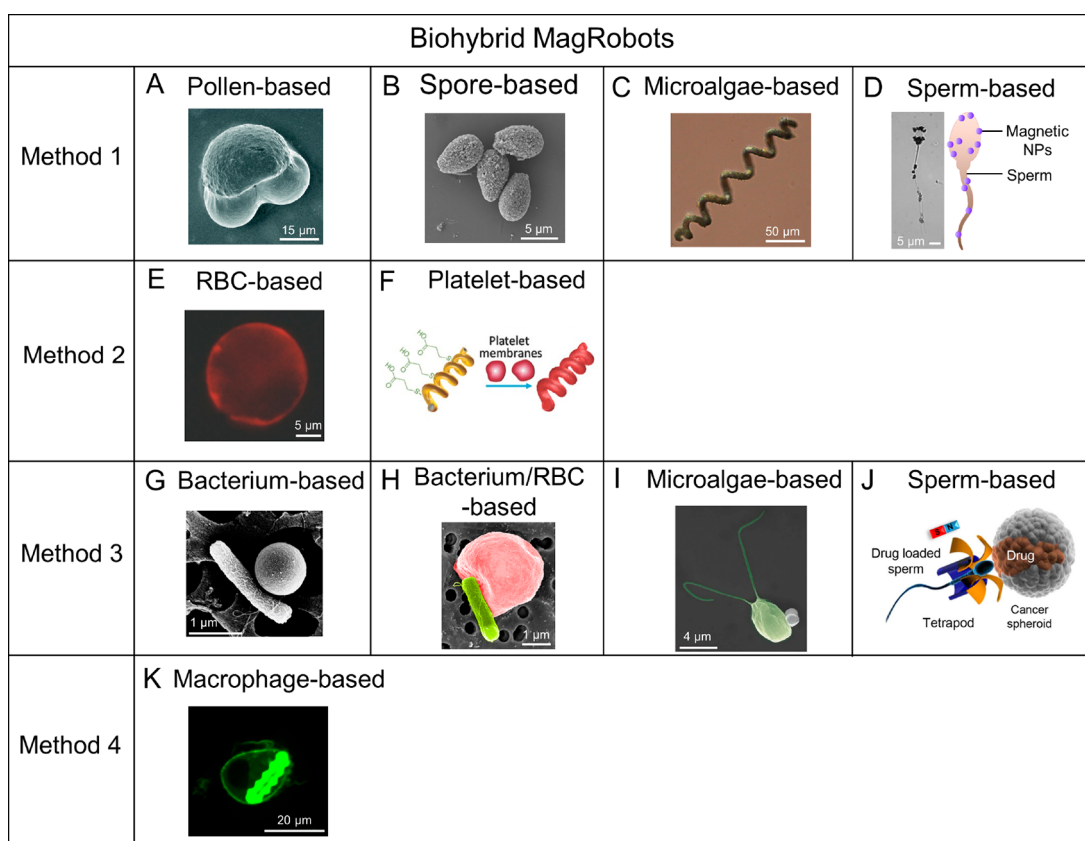 Biohybrid MagRobots
Method 1
A Pollen-based
15 μm
B Spore-based
5 μm
C Microalgae-based
50 μm
D Sperm-based
Magnetic
NPs
Sperm
5 μm
Method 2
E RBC-based
5 μm
F Platelet-based
HO
O
HO
O
HO
O
S
S
S
Platelet
membranes
Method 3
G Bacterium-based
1 μm
H Bacterium/RBC
-based
1 μm
I Microalgae-based
4 μm
J Sperm-based
S N
Drug loaded
sperm
Drug
Tetrapod
Cancer
spheroid
Method 4
K Macrophage-based
20 μm